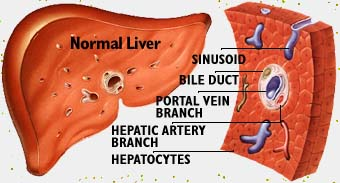 Normal Liver
SINUSOID
BILE DUCT
PORTAL VEIN
BRANCH
HEPATIC ARTERY
BRANCH
HEPATOCYTES